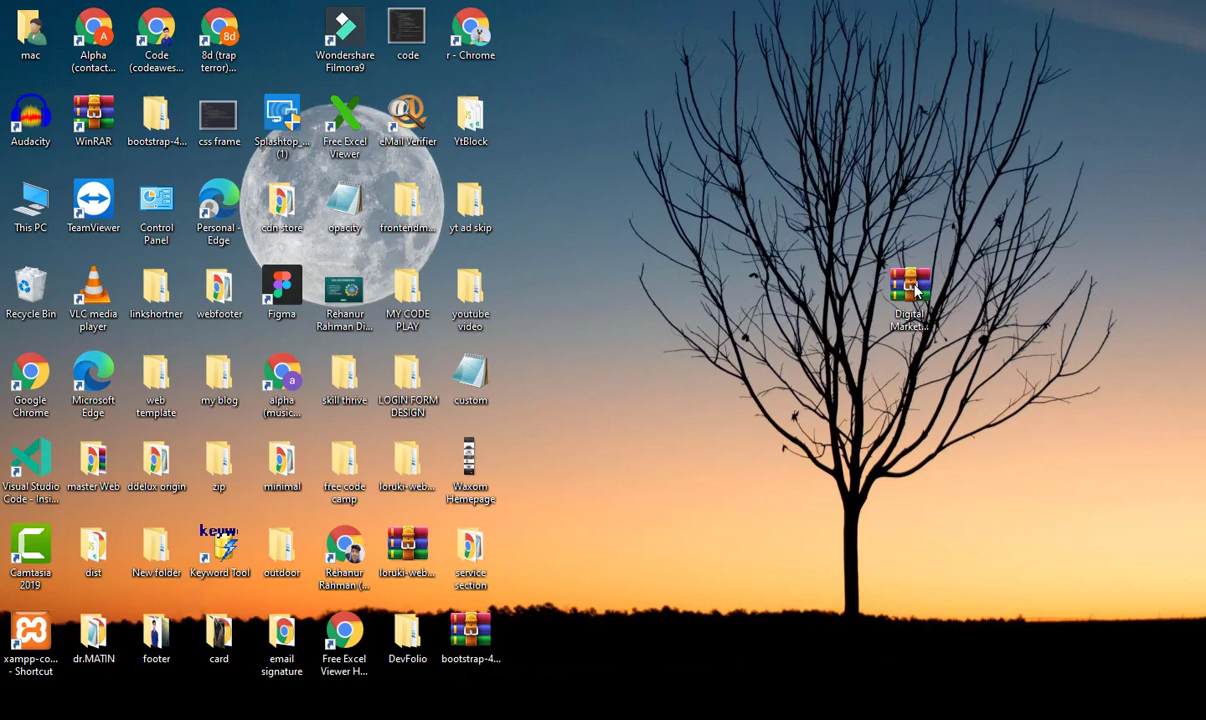 mac
Alpha
(contact...
Code
(codeawes...
8d (trap
terror)...
Wondershare
Filmora9
code
r - Chrome
Audacity
WinRAR
bootstrap-4...
css frame
Splashtop_...
(1)
Free Excel
Viewer
eMail Verifier
YtBlock
This PC
TeamViewer
Control
Panel
Personal -
Edge
cdn store
opacity
frontendm...
yt ad skip
Recycle Bin
VLC media
player
linkshortner
webfooter
Figma
Rehanur
Rahman Di...
MY CODE
PLAY
youtube
video
Digital
Market...
Google
Chrome
Microsoft
Edge
web
template
my blog
alpha
(music...
skill thrive
LOGIN FORM
DESIGN
custom
Visual Studio
Code - Insi...
master Web
ddelux origin
zip
minimal
free code
camp
loruki-web...
Waxom
Homepage
Camtasia
2019
dist
New folder
keyw
Keyword Tool
outdoor
Rehanur
Rahman (...
loruki-web...
service
section
xampp-co...
- Shortcut
dr.MATIN
footer
card
email
signature
Free Excel
Viewer H...
DevFolio
bootstrap-4...